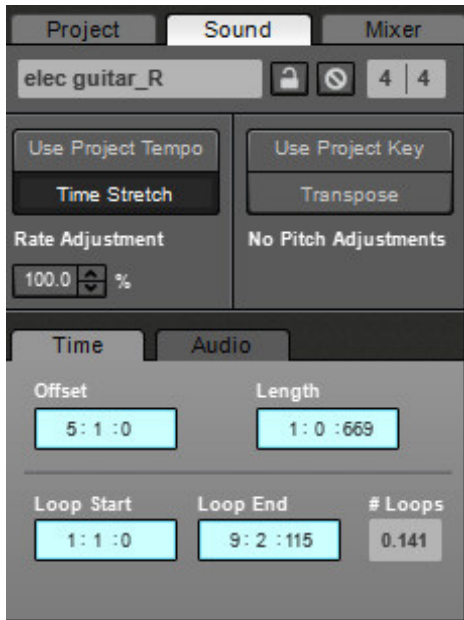 Project Sound Mixer
elec guitar_R 4 4
Use Project Tempo Use Project Key
Time Stretch Transpose
Rate Adjustment No Pitch Adjustments
100.0 %
Time Audio
Offset Length
5: 1 :0 1: 0 :669
Loop Start Loop End # Loops
1: 1 :0 9: 2 :115 0.141